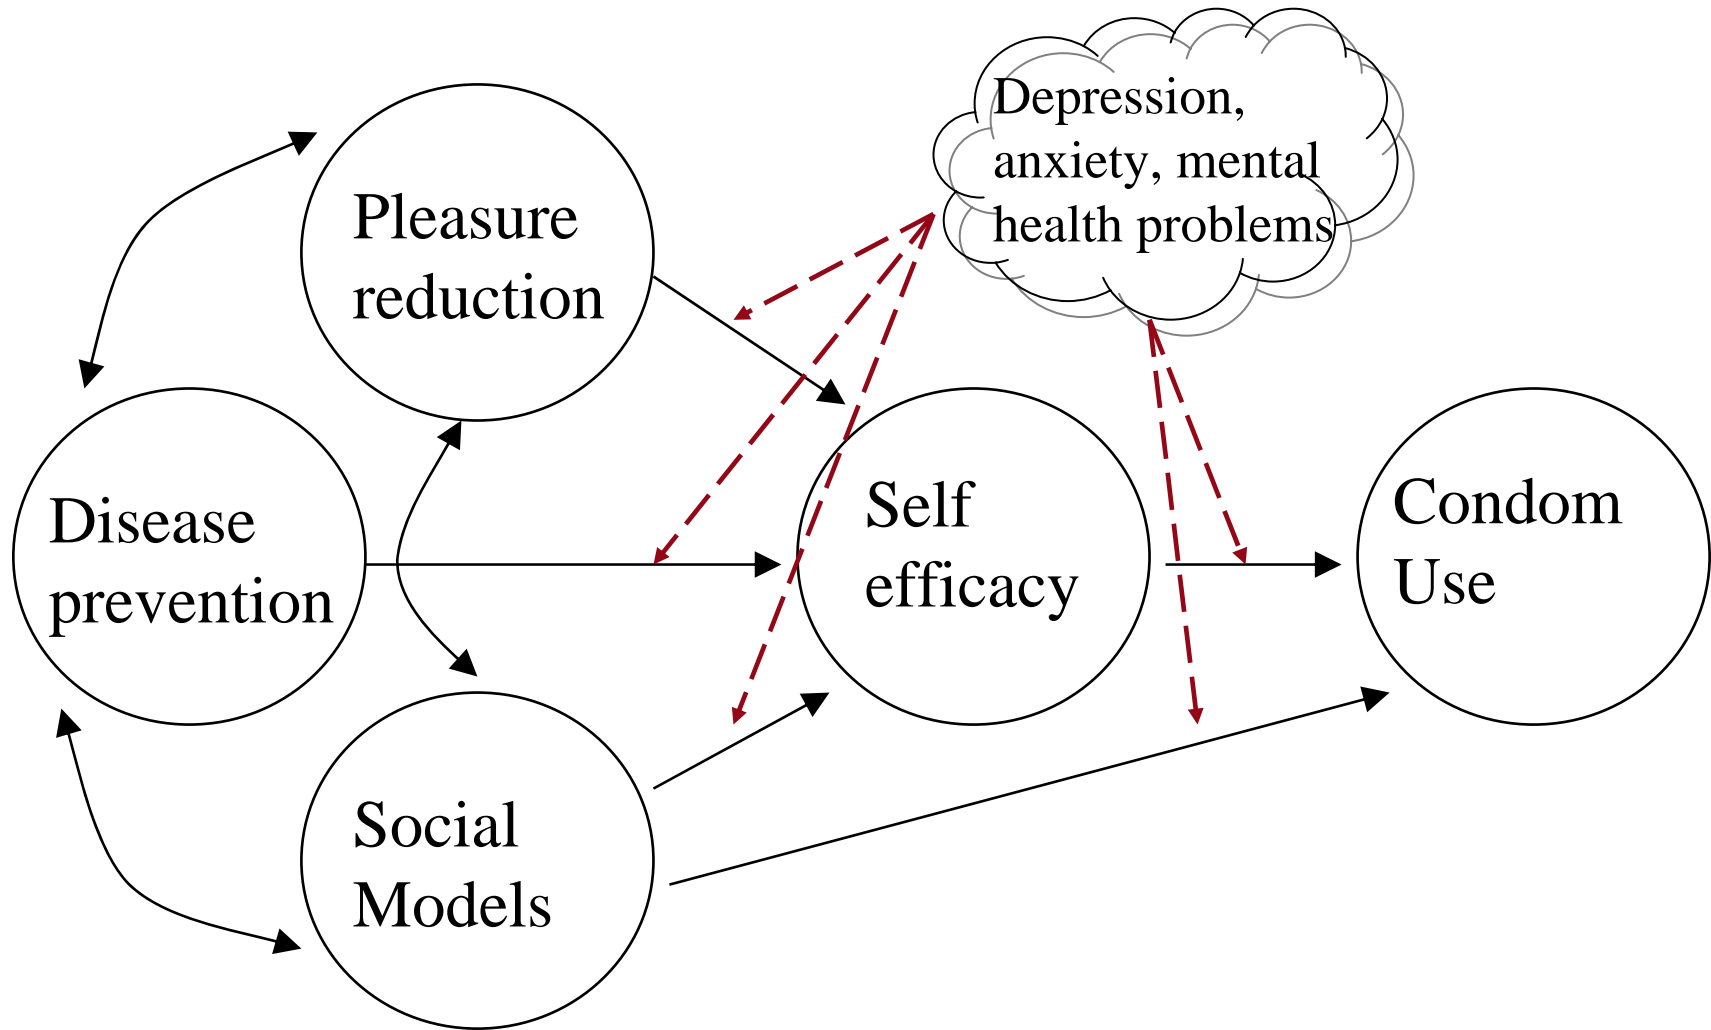 Depression,
anxiety, mental
health problems
Pleasure
reduction
Disease
prevention
Self
efficacy
Condom
Use
Social
Models